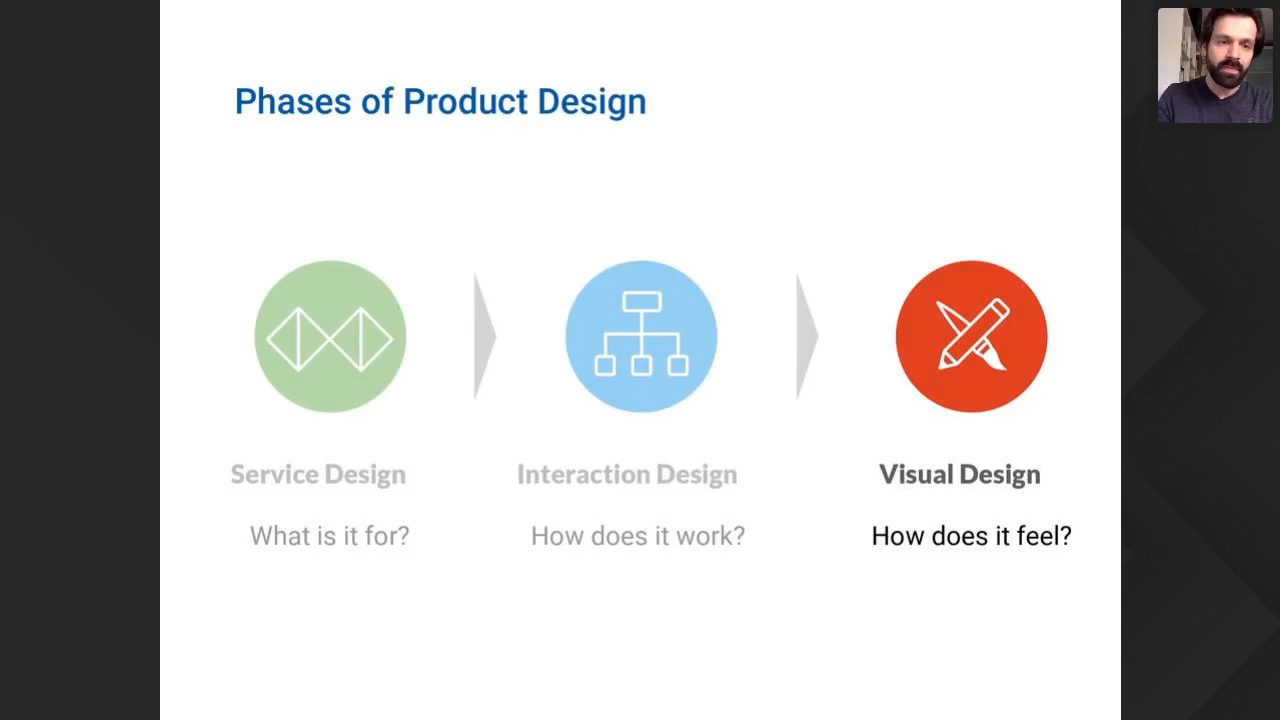 Phases of Product Design
Service Design
Interaction Design
Visual Design
What is it for?
How does it work?
How does it feel?